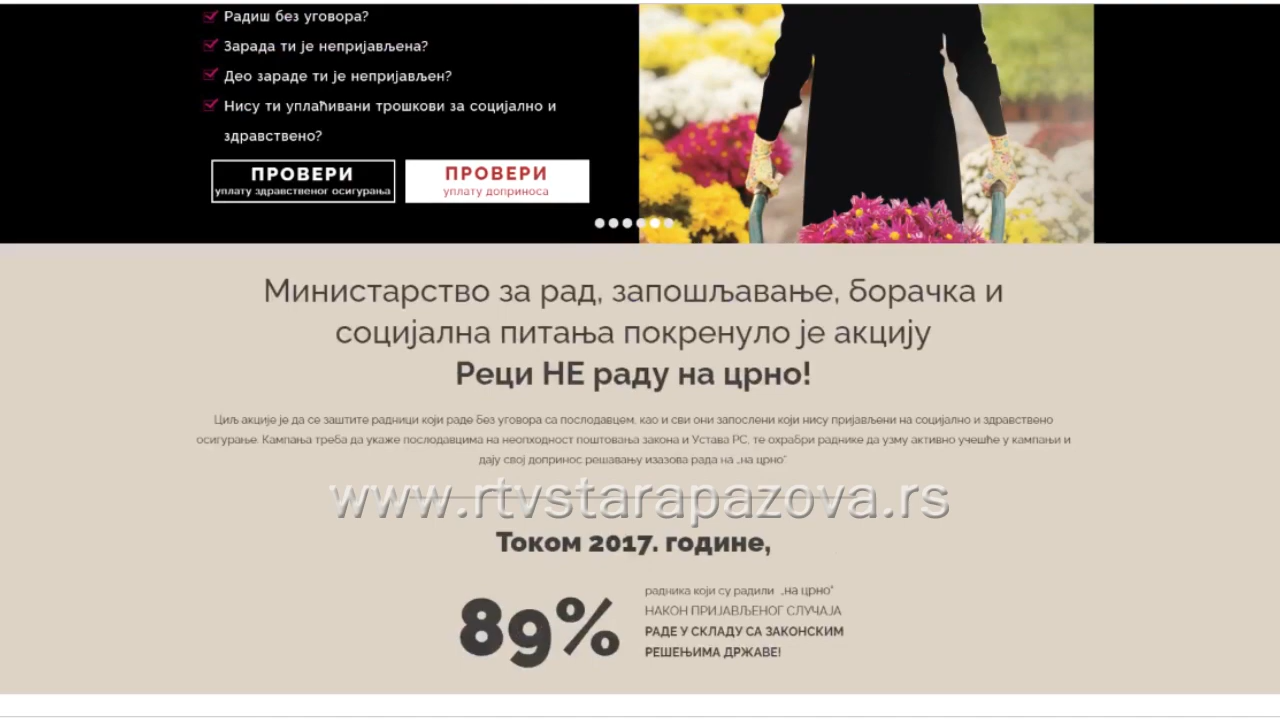 Радиш без уговора?
Зарада ти је непријављена?
Део зараде ти је непријављен?
Нису ти уплаћивани трошкови за социјално и
здравствено?
ПРОВЕРИ
уплату здравственог осигурања
ПРОВЕРИ
уплату доприноса
Министарство за рад, запошљавање, борачка и
социјална питања покренуло је акцију
Реци НЕ раду на црно!
Циљ акције је да се заштите радници који раде без уговора са послодавцем, као и сви они запослени који нису пријављени на социјално и здравствено
осигурање. Кампања треба да укаже послодавцима на неопходност поштовања закона и Устава РС, те охрабри раднике да узму активно учешће у кампањи и
дају свој допринос решавању изазова рада на „на црно“
www.rtvstarapazova.rs
Током 2017. године,
89%
радника који су радили „на црно“
НАКОН ПРИЈАВЉЕНОГ СЛУЧАЈА
РАДЕ У СКЛАДУ СА ЗАКОНСКИМ
РЕШЕЊИМА ДРЖАВЕ!